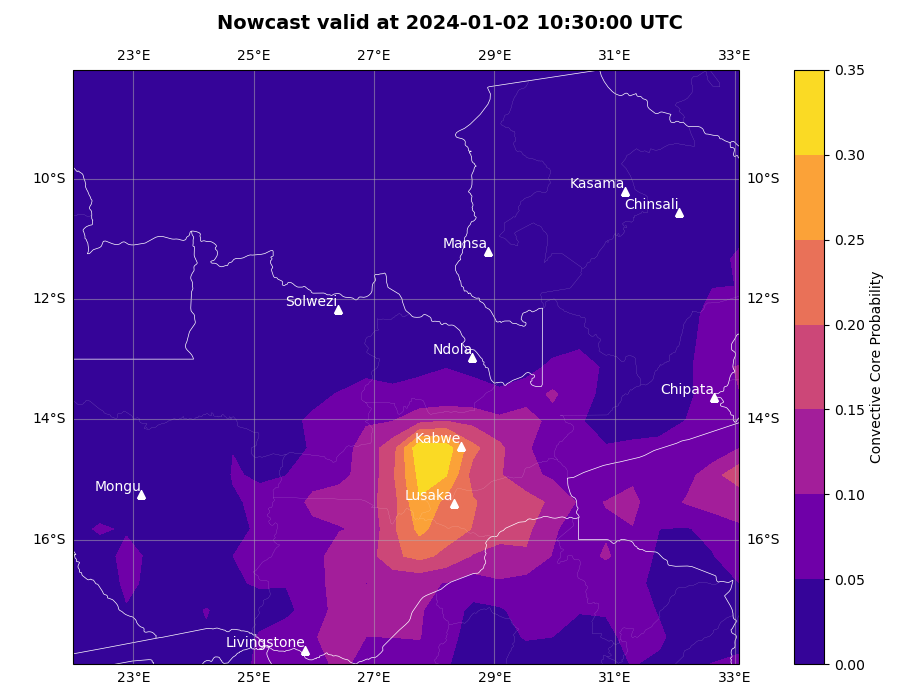 Nowcast valid at 2024-01-02 10:30:00 UTC
23°E 25°E 27°E 29°E 31°E 33°E
0.35
0.30
10°S Kasama 10°S
Chinsali
0.25
Mansa
12°S 12°S
Solwezi
0.20
Ndola
Chipata
0.15
14°S 14°S
Kabwe
Mongu
Lusaka
0.10
16°S 16°S
0.05
Livingstone
0.00
23°E 25°E 27°E 29°E 31°E 33°E
Convective Core Probability